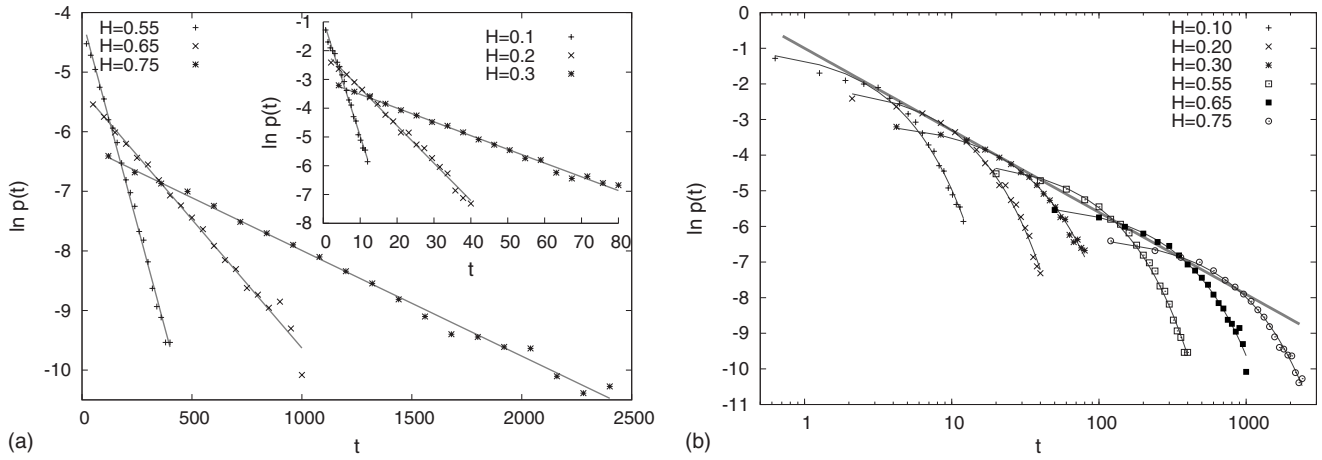 -4
-5
-6
-7
-8
-9
-10
ln p(t)
0
500
1000
1500
2000
2500
t
H=0.55
H=0.65
H=0.75
-1
-2
-3
-4
-5
-6
-7
-8
ln p(t)
0 10 20 30 40 50 60 70 80
t
H=0.1
H=0.2
H=0.3
(a)
0
-1
-2
-3
-4
-5
-6
-7
-8
-9
-10
-11
ln p(t)
1
10
100
1000
t
H=0.10
H=0.20
H=0.30
H=0.55
H=0.65
H=0.75
(b)